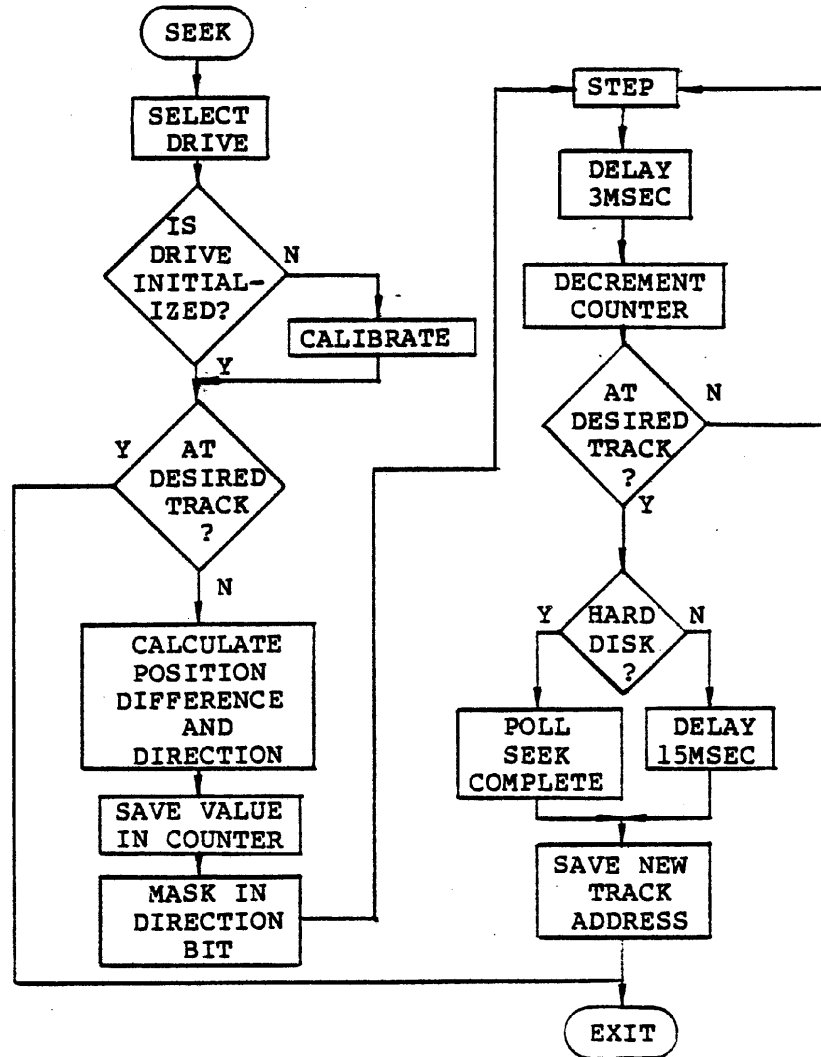 SEEK
SELECT
DRIVE
IS
DRIVE
INITIAL-
IZED?
N
CALIBRATE
Y
Y
AT
DESIRED
TRACK
?
N
CALCULATE
POSITION
DIFFERENCE
AND
DIRECTION
SAVE VALUE
IN COUNTER
MASK IN
DIRECTION
BIT
STEP
DELAY
3MSEC
DECREMENT
COUNTER
AT
DESIRED
TRACK
?
N
Y
Y
HARD
DISK
?
N
POLL
SEEK
COMPLETE
DELAY
15MSEC
SAVE NEW
TRACK
ADDRESS
EXIT